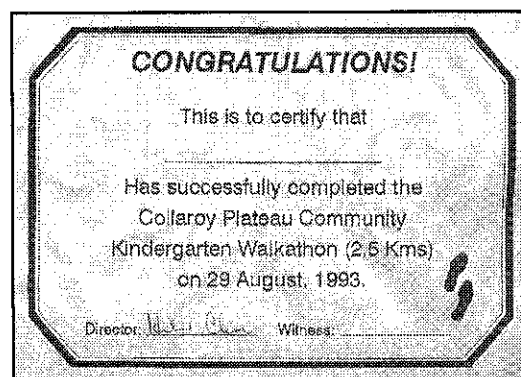 CONGRATULATIONS!
This is to certify that
Has successfully completed the
Collaroy Plateau Community
Kindergarten Walkathon (2.5 Kms)
on 29 August, 1993.
Director: Witness: